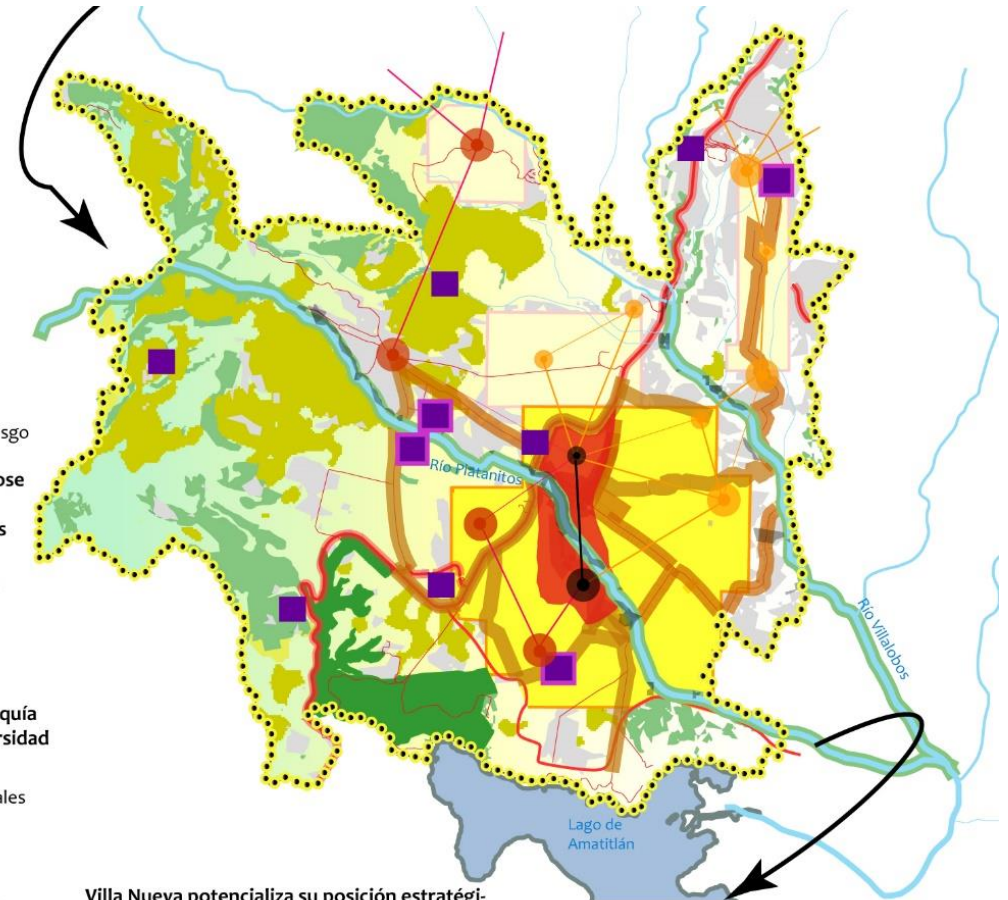 sgo
ose
s
quía
rsidad
ales
Río Platanitos
Río Villalobos
Lago de
Amatitlán
Villa Nueva potencializa su posición estratégi-